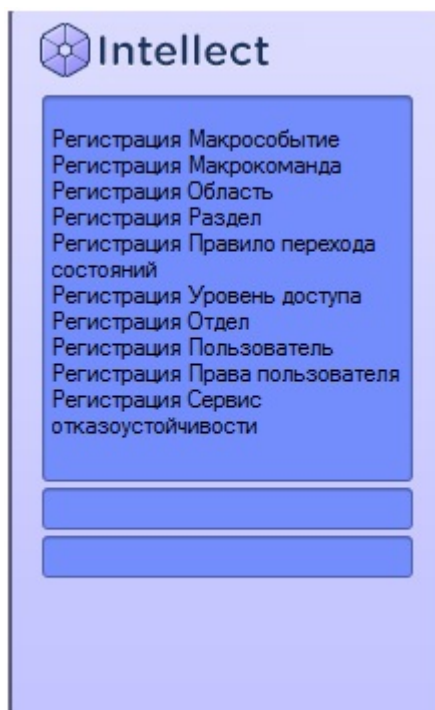 Intellect
Регистрация Макрособытие
Регистрация Макрокоманда
Регистрация Область
Регистрация Раздел
Регистрация Правило перехода
состояний
Регистрация Уровень доступа
Регистрация Отдел
Регистрация Пользователь
Регистрация Права пользователя
Регистрация Сервис
отказоустойчивости